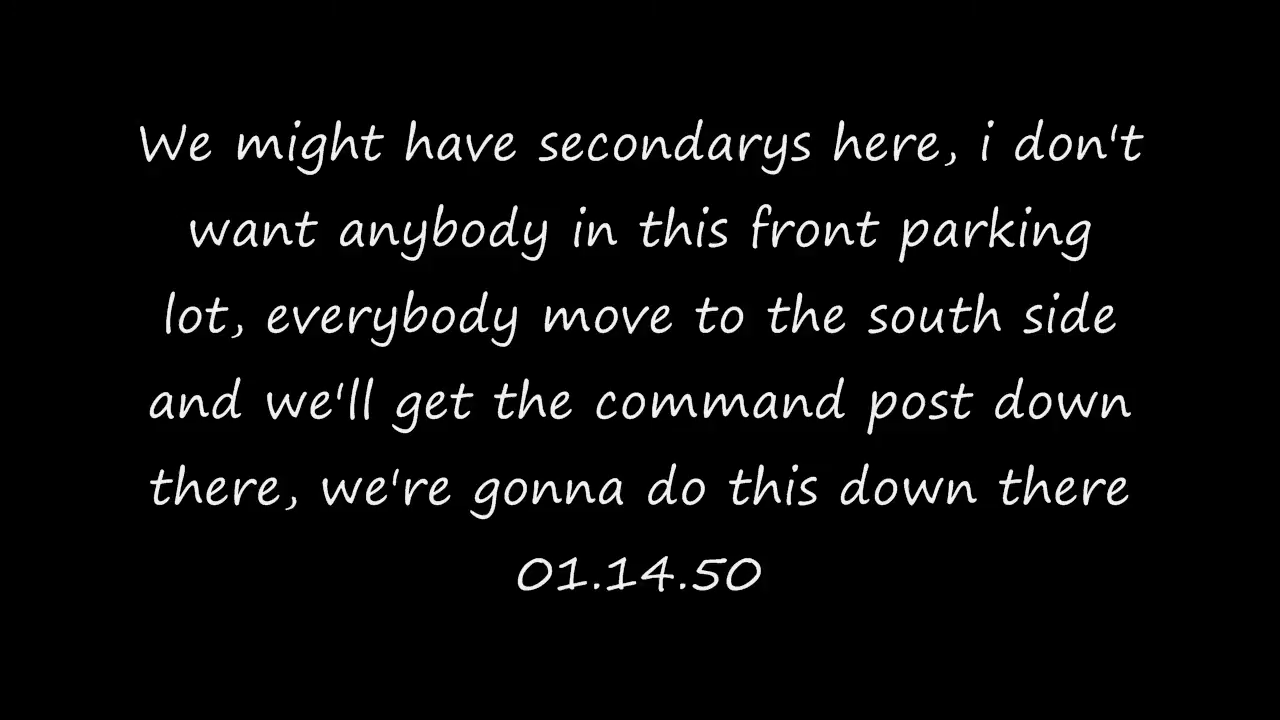 We might have secondarys here, i don't
want anybody in this front parking
lot, everybody move to the south side
and we'll get the command post down
there, we're gonna do this down there
01.14.50